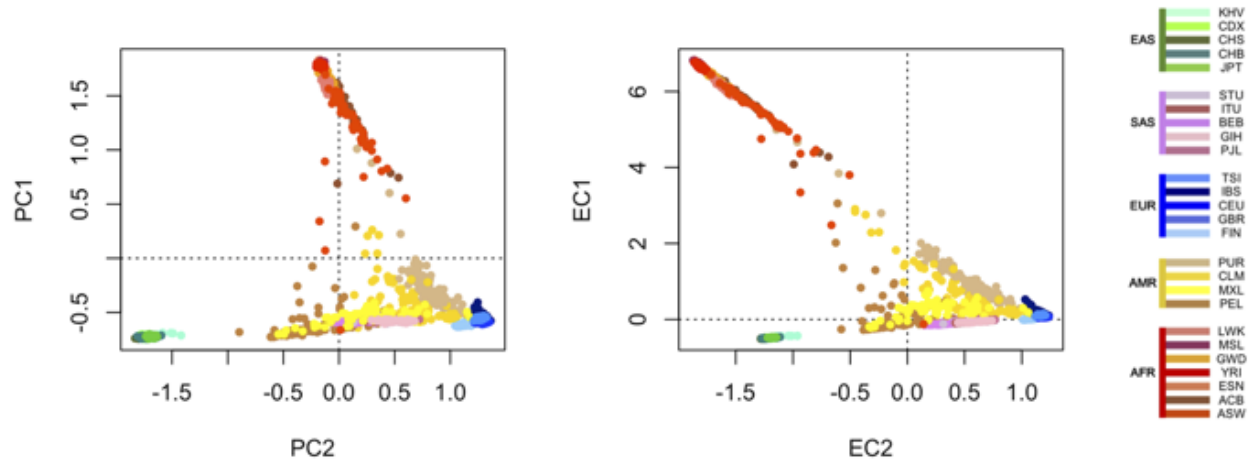 PC1
1.5
0.5
-0.5
-1.5
-0.5
0.0
0.5
1.0
PC2
EC1
6
4
2
0
-1.5
-0.5
0.0
0.5
1.0
EC2
EAS
KHV
CDX
CHS
CHB
JPT
SAS
STU
ITU
BEB
GIH
PJL
EUR
TSI
IBS
CEU
GBR
FIN
AMR
PUR
CLM
MXL
PEL
AFR
LWK
MSL
GWD
YRI
ESN
ACB
ASW